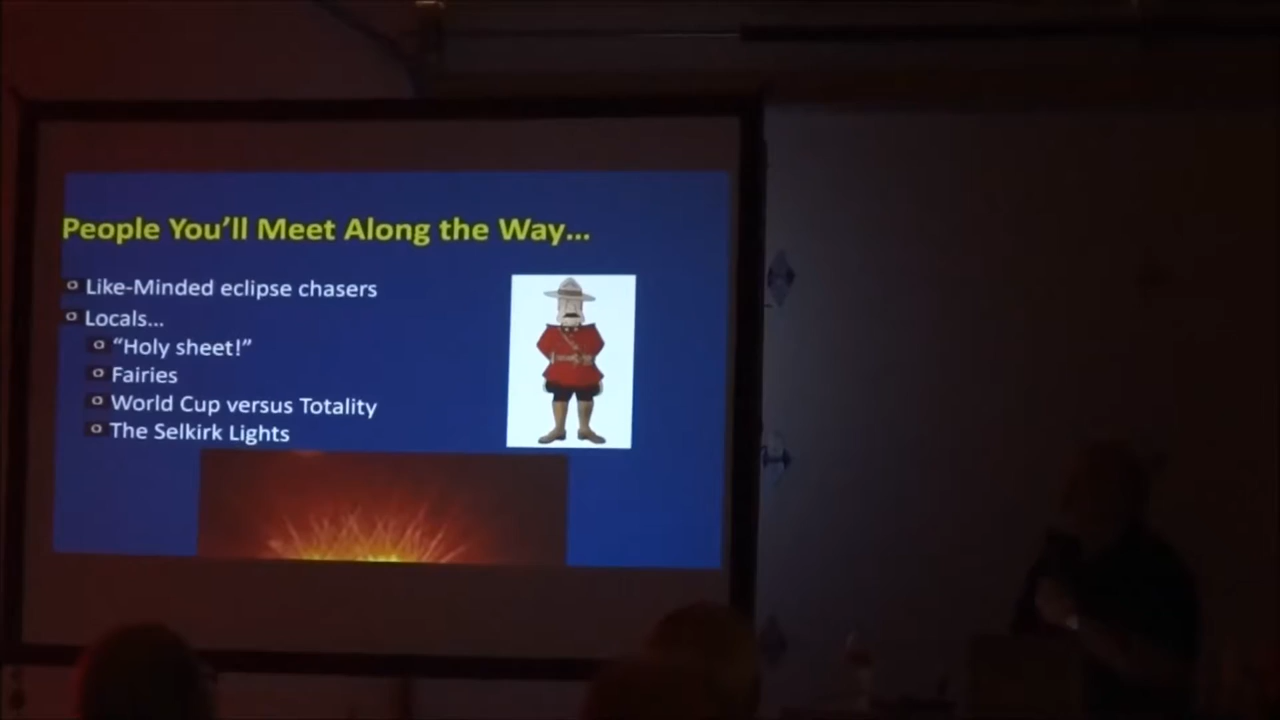 People You'll Meet Along the Way...
Like-Minded eclipse chasers
Locals...
"Holy sheet!"
Fairies
World Cup versus Totality
The Selkirk Lights